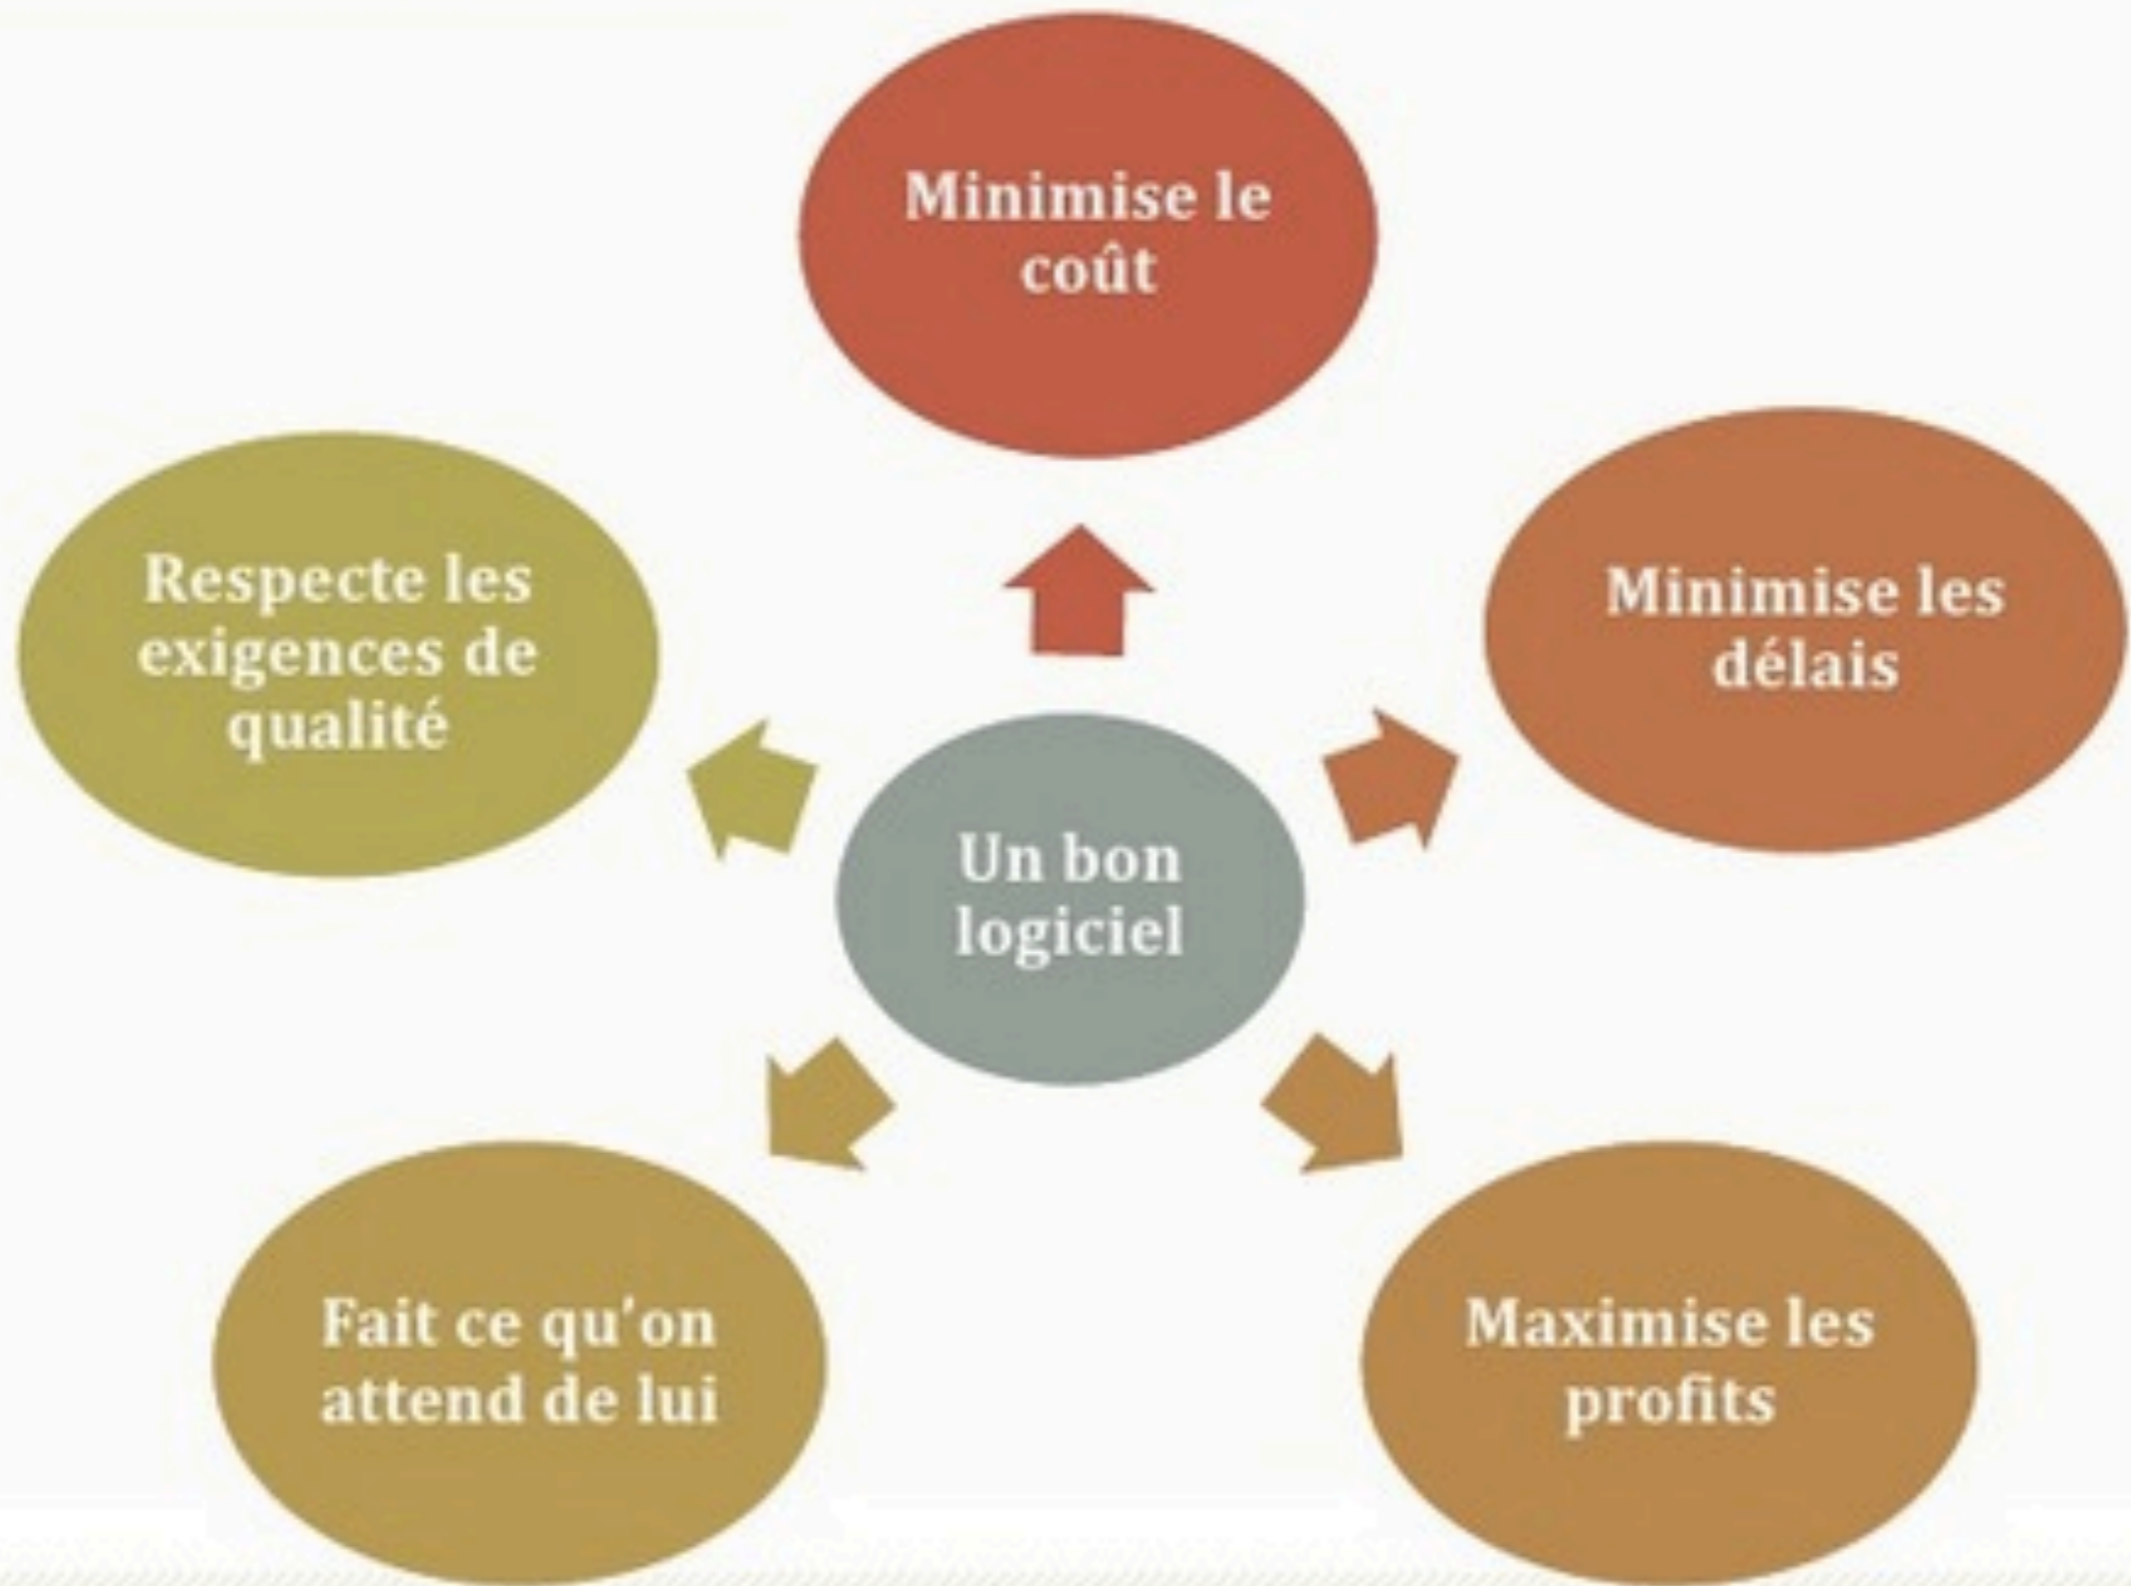 Minimise le
coût
Respecte les
exigences de
qualité
Minimise les
délais
Un bon
logiciel
Fait ce qu'on
attend de lui
Maximise les
profits